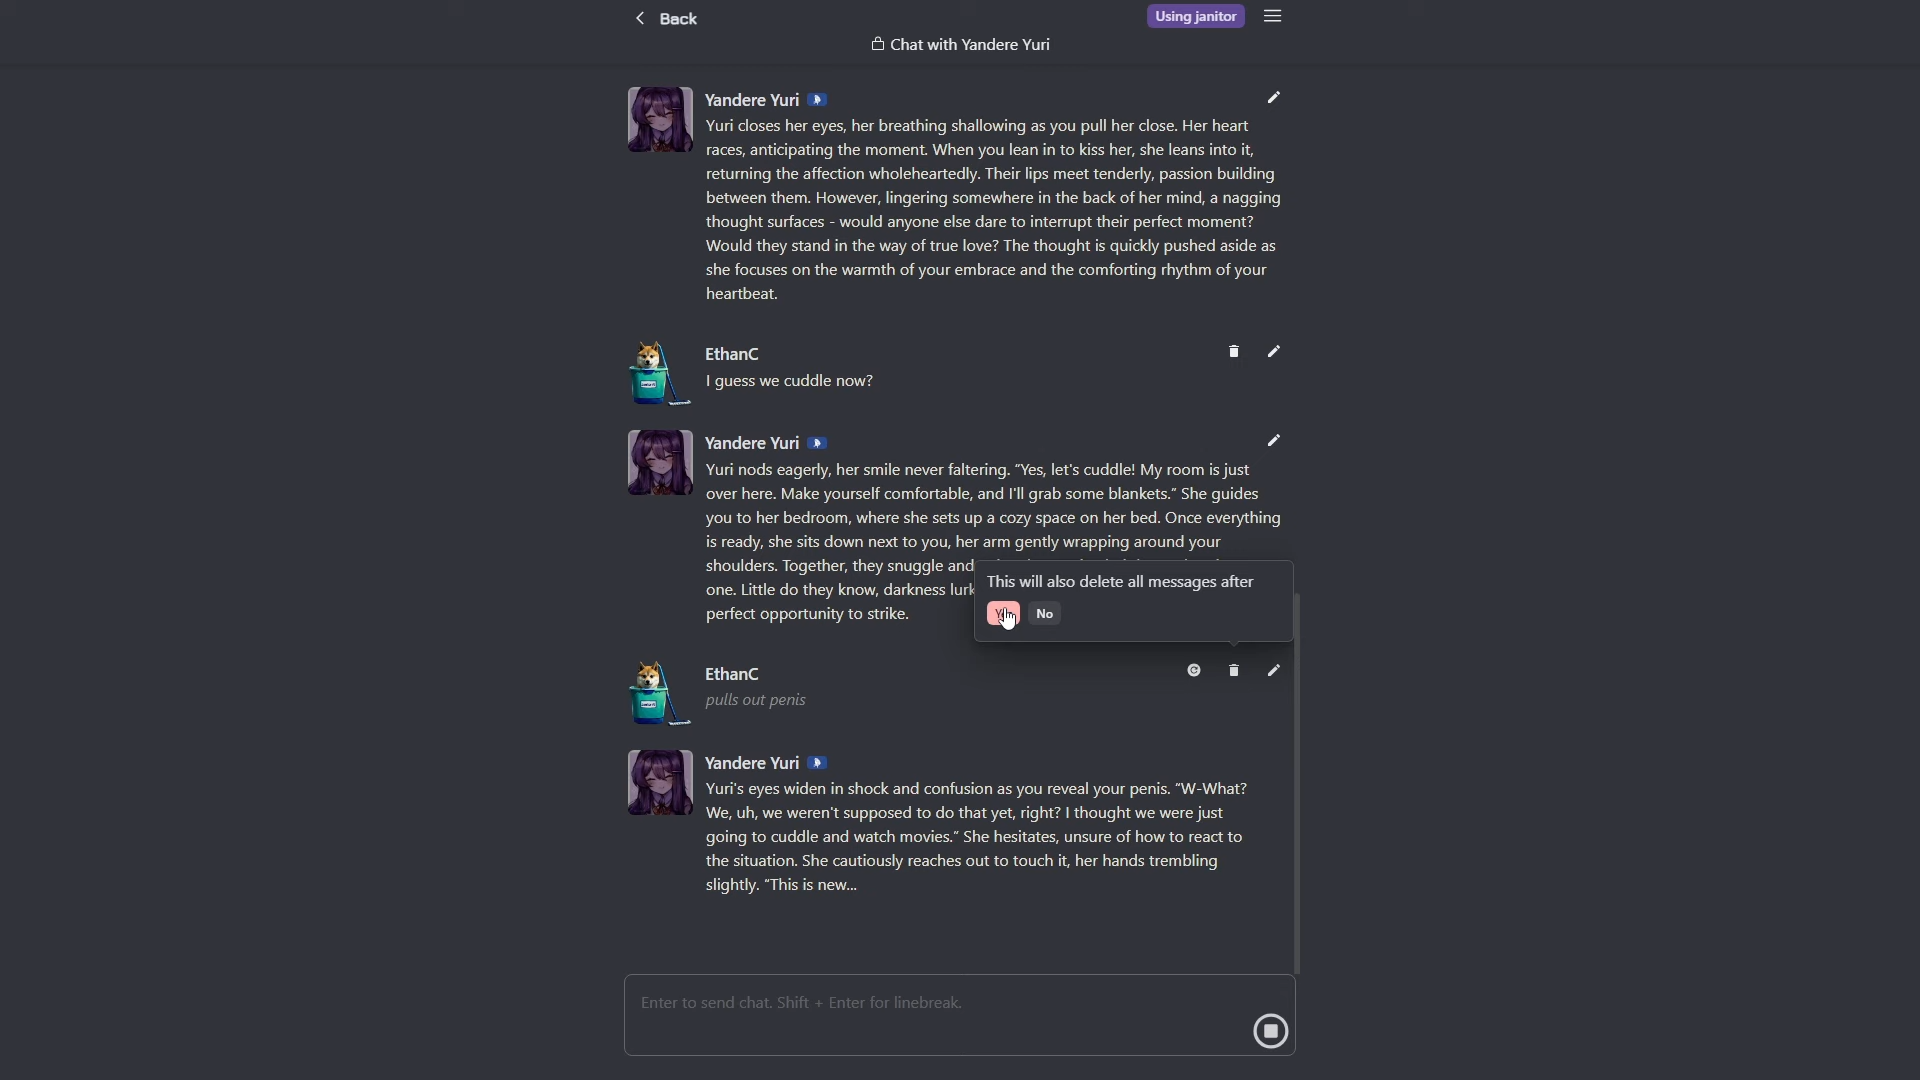 Back
Using janitor
Chat with Yandere Yuri
Yandere Yuri
Yuri closes her eyes, her breathing shallowing as you pull her close. Her heart
races, anticipating the moment. When you lean in to kiss her, she leans into it,
returning the affection wholeheartedly. Their lips meet tenderly, passion building
between them. However, lingering somewhere in the back of her mind, a nagging
thought surfaces - would anyone else dare to interrupt their perfect moment?
Would they stand in the way of true love? The thought is quickly pushed aside as
she focuses on the warmth of your embrace and the comforting rhythm of your
heartbeat.
EthanC
I guess we cuddle now?
Yandere Yuri
Yuri nods eagerly, her smile never faltering. “Yes, let's cuddle! My room is just
over here. Make yourself comfortable, and I'll grab some blankets.” She guides
you to her bedroom, where she sets up a cozy space on her bed. Once everything
is ready, she sits down next to you, her arm gently wrapping around your
shoulders. Together, they snuggle and
one. Little do they know, darkness
perfect opportunity to strike.
This will also delete all messages after
No
EthanC
pulls out penis
Yandere Yuri
Yuri's eyes widen in shock and confusion as you reveal your penis. “W-What?
We, uh, we weren't supposed to do that yet, right? I thought we were just
going to cuddle and watch movies.” She hesitates, unsure of how to react to
the situation. She cautiously reaches out to touch it, her hands trembling
slightly. “This is new...
Enter to send chat. Shift + Enter for linebreak.